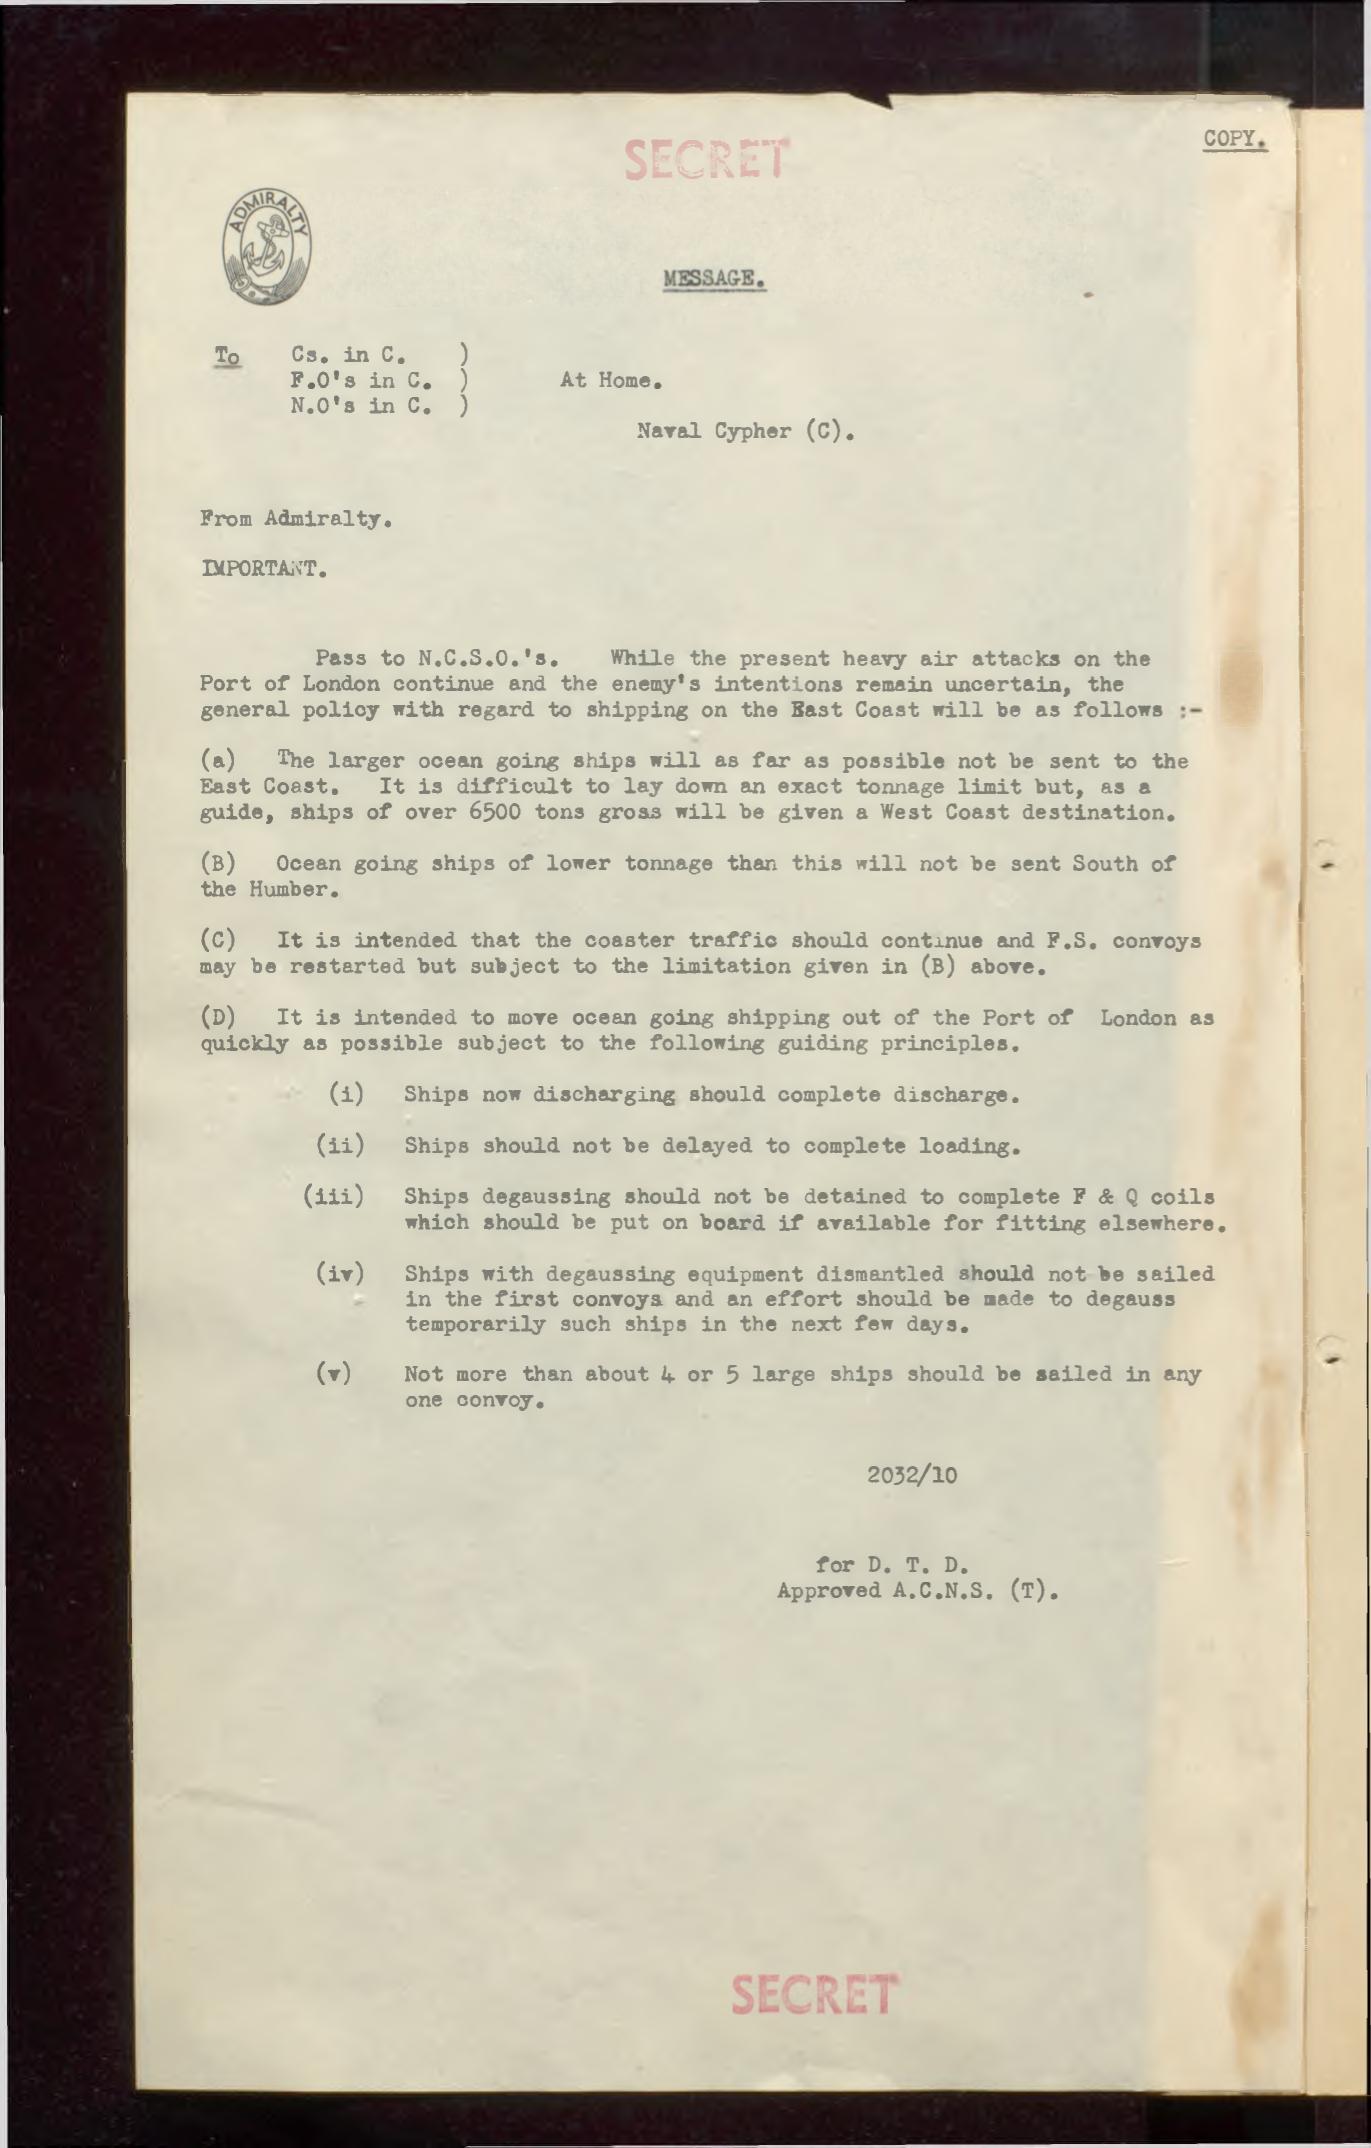 COPY.
SECRET
ADMIRALTY
MESSAGE.
To Cs. in C. )
F.O's in C. ) At Home.
N.O's in C. )
Naval Cypher (C).
From Admiralty.
IMPORTANT.
Pass to N.C.S.O.'s. While the present heavy air attacks on the
Port of London continue and the enemy's intentions remain uncertain, the
general policy with regard to shipping on the East Coast will be as follows :-
(a) The larger ocean going ships will as far as possible not be sent to the
East Coast. It is difficult to lay down an exact tonnage limit but, as a
guide, ships of over 6500 tons gross will be given a West Coast destination.
(B) Ocean going ships of lower tonnage than this will not be sent South of
the Humber.
(C) It is intended that the coaster traffic should continue and F.S. convoys
may be restarted but subject to the limitation given in (B) above.
(D) It is intended to move ocean going shipping out of the Port of London as
quickly as possible subject to the following guiding principles.
(i) Ships now discharging should complete discharge.
(ii) Ships should not be delayed to complete loading.
(iii) Ships degaussing should not be detained to complete F & Q coils
which should be put on board if available for fitting elsewhere.
(iv) Ships with degaussing equipment dismantled should not be sailed
in the first convoys and an effort should be made to degauss
temporarily such ships in the next few days.
(v) Not more than about 4 or 5 large ships should be sailed in any
one convoy.
2032/10
for D. T. D.
Approved A.C.N.S. (T).
SECRET